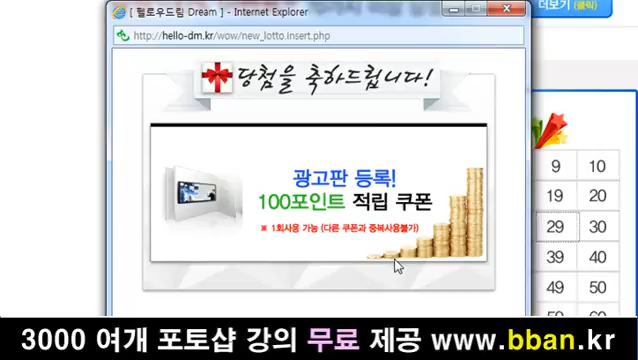 [ 헬로우드림 Dream ] - Internet Explorer
더보기 (클릭)
http://hello-dm.kr/wow/new_lotto.insert.php
당첨을 축하드립니다!
광고판 등록!
100포인트 적립 쿠폰
※ 1회사용 가능 (다른 쿠폰과 중복사용불가)
9 10
19 20
29 30
39 40
49 50
59 60
3000 여개 포토샵 강의 무료 제공 www.bban.kr